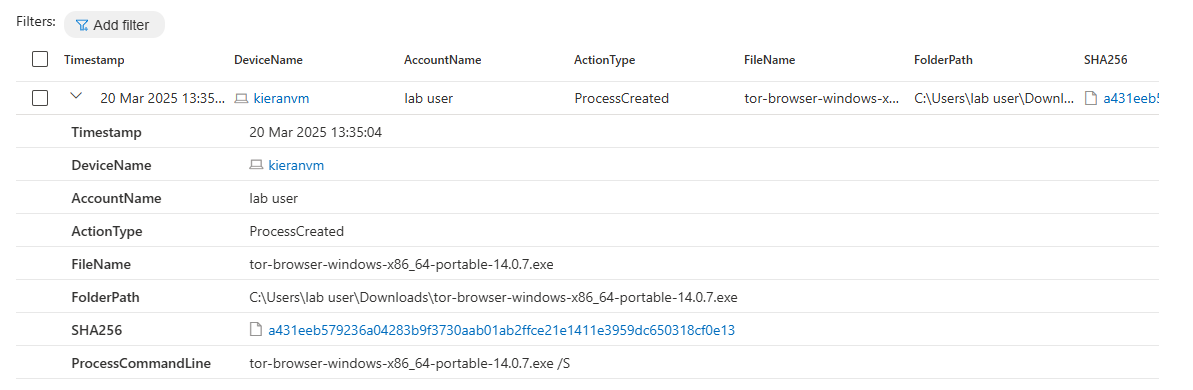 Filters: Add filter
Timestamp DeviceName AccountName ActionType FileName FolderPath SHA256
20 Mar 2025 13:35... kieranvm lab user ProcessCreated tor-browser-windows-x... C:\Users\lab user\Downl... a431eeb5
Timestamp 20 Mar 2025 13:35:04
DeviceName kieranvm
AccountName lab user
ActionType ProcessCreated
FileName tor-browser-windows-x86_64-portable-14.0.7.exe
FolderPath C:\Users\lab user\Downloads\tor-browser-windows-x86_64-portable-14.0.7.exe
SHA256 a431eeb579236a04283b9f3730aab01ab2ffce21e1411e3959dc650318cf0e13
ProcessCommandLine tor-browser-windows-x86_64-portable-14.0.7.exe /S